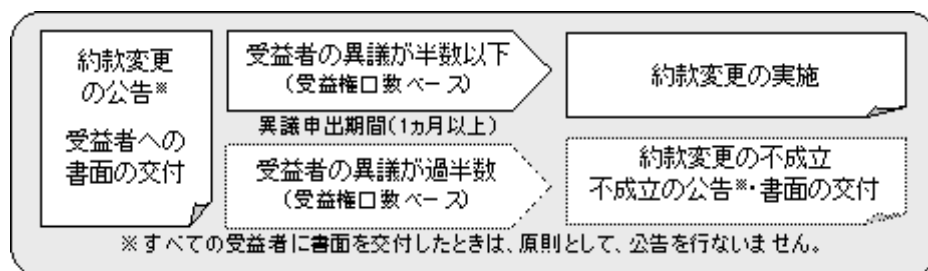 約款変更
の公告※
受益者への
書面の交付
受益者の異議が半数以下
(受益権口数ベース)
約款変更の実施
異議申出期間(1ヵ月以上)
受益者の異議が過半数
(受益権口数ベース)
約款変更の不成立
不成立の公告※・書面の交付
※すべての受益者に書面を交付したときは、原則として、公告を行ないません。